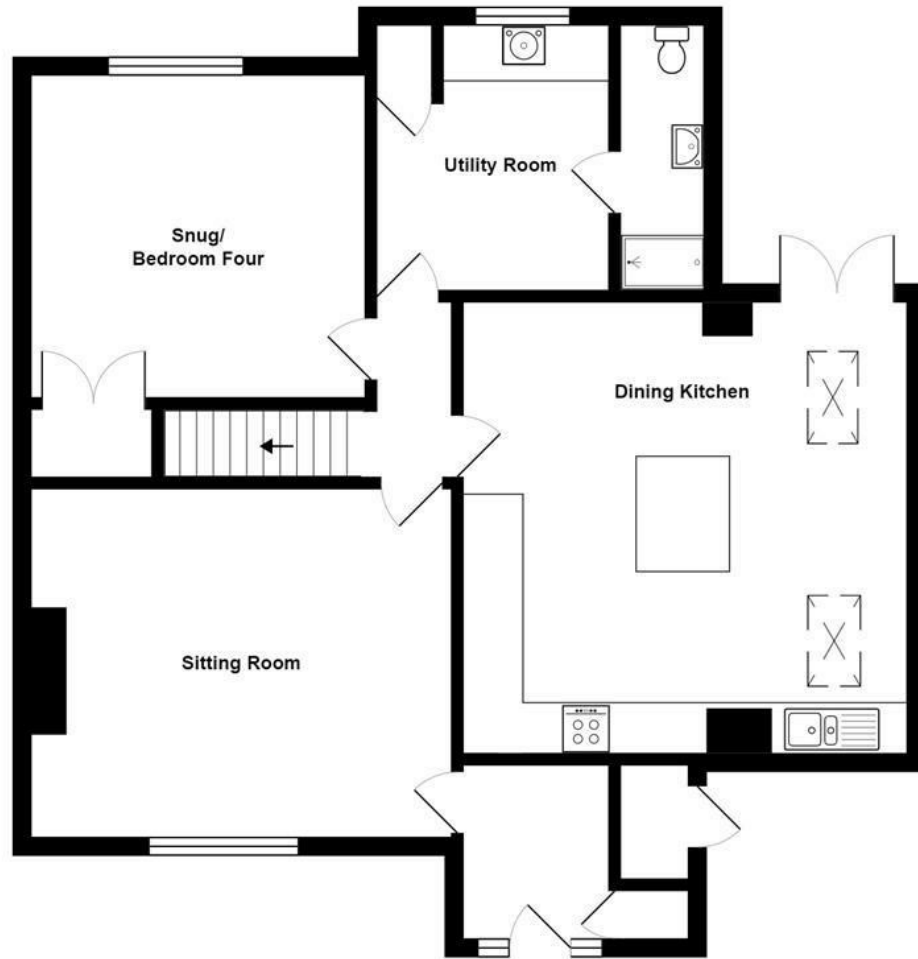 Utility Room
Snug/
Bedroom Four
Dining Kitchen
Sitting Room